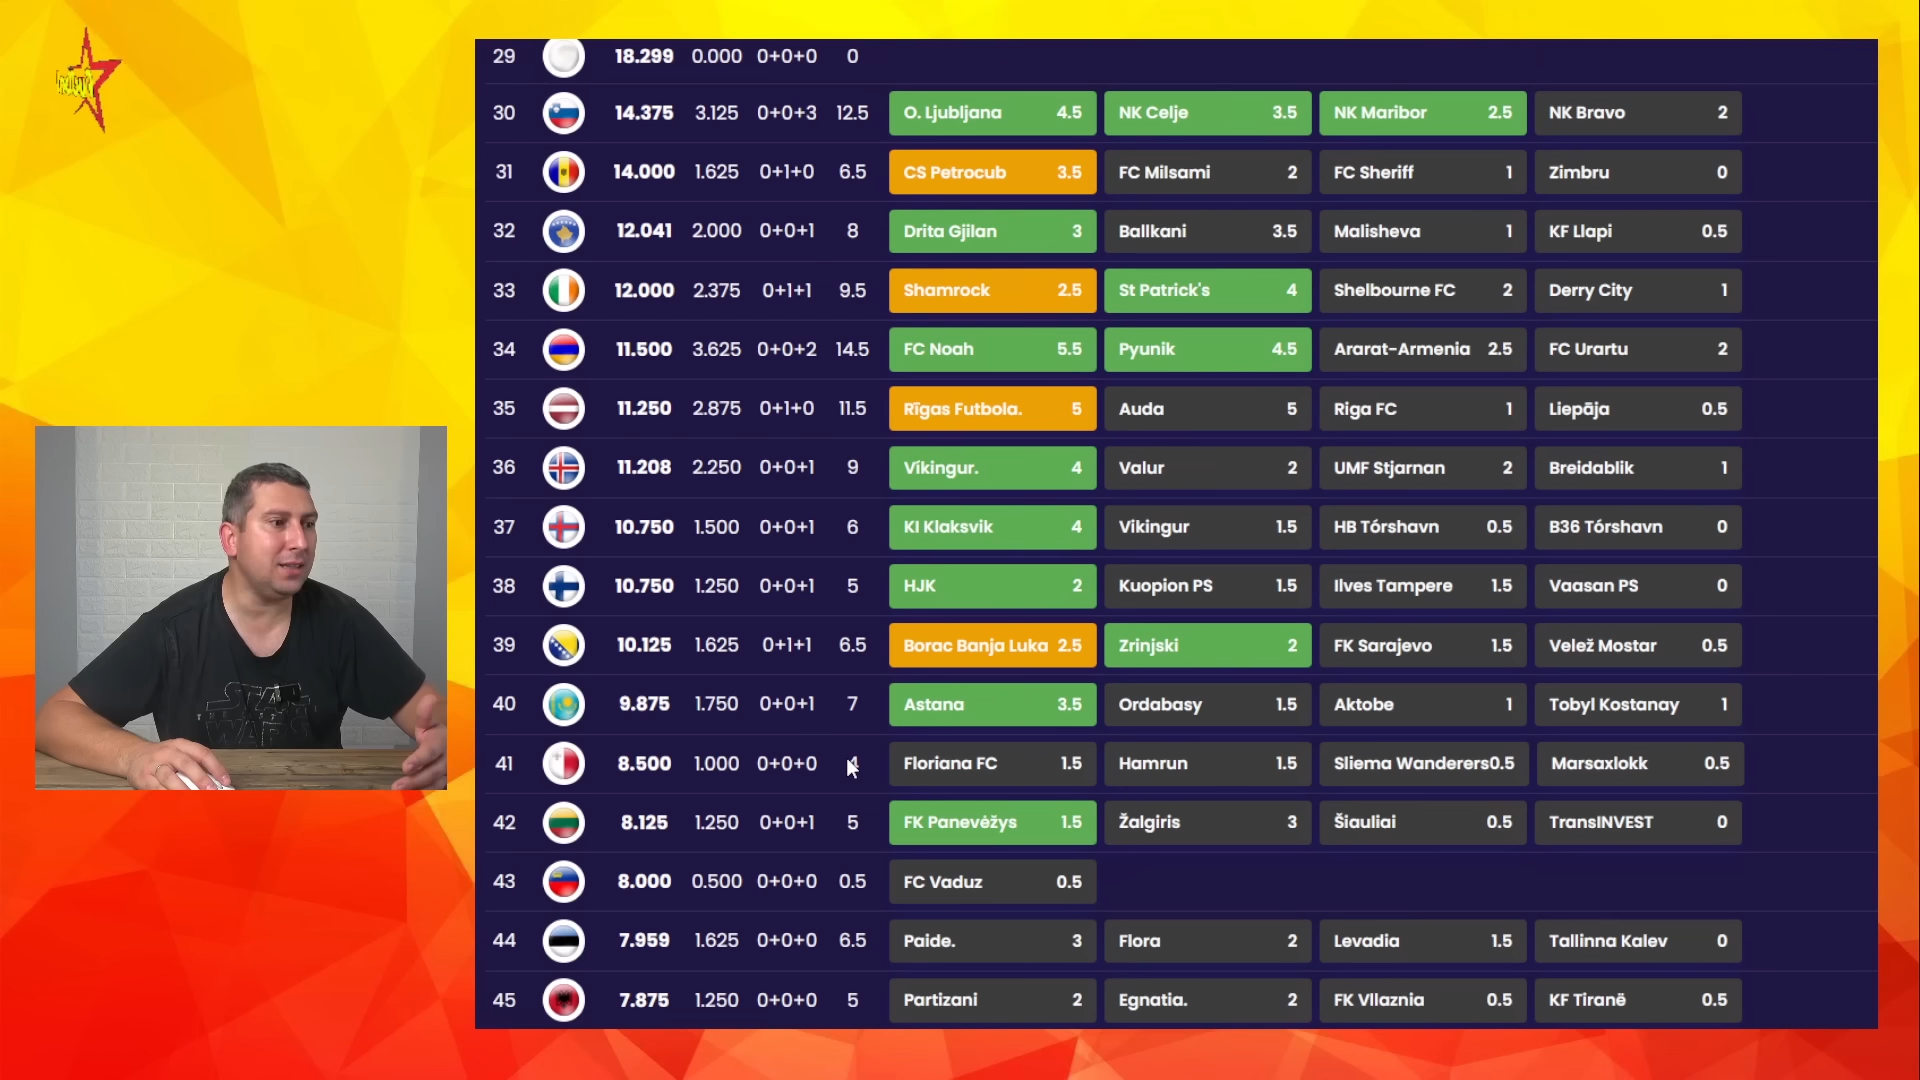 29 18.299 0.000 0+0+0 0
30 14.375 3.125 0+0+3 12.5 O. Ljubljana 4.5 NK Celje 3.5 NK Maribor 2.5 NK Bravo 2
31 14.000 1.625 0+1+0 6.5 CS Petrocub 3.5 FC Milsami 2 FC Sheriff 1 Zimbru 0
32 12.041 2.000 0+0+1 8 Drita Gjilan 3 Ballkani 3.5 Malisheva 1 KF Llapi 0.5
33 12.000 2.375 0+1+1 9.5 Shamrock 2.5 St Patrick's 4 Shelbourne FC 2 Derry City 1
34 11.500 3.625 0+0+2 14.5 FC Noah 5.5 Pyunik 4.5 Ararat-Armenia 2.5 FC Urartu 2
35 11.250 2.875 0+1+0 11.5 Rīgas Futbola. 5 Auda 5 Riga FC 1 Liepāja 0.5
36 11.208 2.250 0+0+1 9 Víkingur. 4 Valur 2 UMF Stjarnan 2 Breidablik 1
37 10.750 1.500 0+0+1 6 KI Klaksvik 4 Vikingur 1.5 HB Tórshavn 0.5 B36 Tórshavn 0
38 10.750 1.250 0+0+1 5 HJK 2 Kuopion PS 1.5 Ilves Tampere 1.5 Vaasan PS 0
39 10.125 1.625 0+1+1 6.5 Borac Banja Luka 2.5 Zrinjski 2 FK Sarajevo 1.5 Velež Mostar 0.5
40 9.875 1.750 0+0+1 7 Astana 3.5 Ordabasy 1.5 Aktobe 1 Tobyl Kostanay 1
41 8.500 1.000 0+0+0 Floriana FC 1.5 Hamrun 1.5 Sliema Wanderers 0.5 Marsaxlokk 0.5
42 8.125 1.250 0+0+1 5 FK Panevėžys 1.5 Žalgiris 3 Šiauliai 0.5 TransINVEST 0
43 8.000 0.500 0+0+0 0.5 FC Vaduz 0.5
44 7.959 1.625 0+0+0 6.5 Paide. 3 Flora 2 Levadia 1.5 Tallinna Kalev 0
45 7.875 1.250 0+0+0 5 Partizani 2 Egnatia. 2 FK Vllaznia 0.5 KF Tiranë 0.5
STAR
WARS